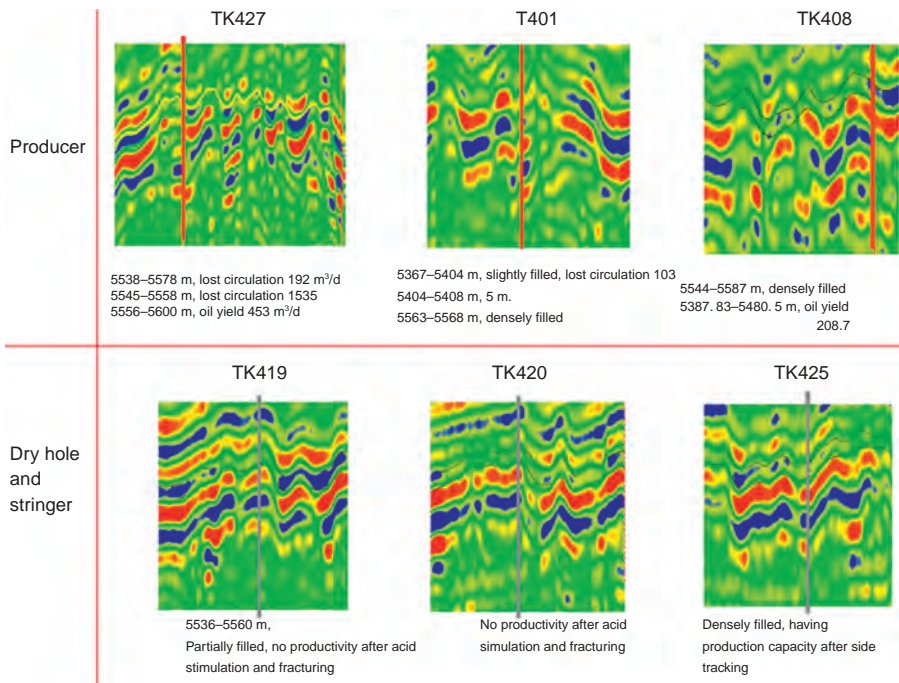 TK427
T401
TK408
Producer
5538–5578 m, lost circulation 192 m³/d
5545–5558 m, lost circulation 1535
5556–5600 m, oil yield 453 m³/d
5367–5404 m, slightly filled, lost circulation 103
5404–5408 m, 5 m.
5563–5568 m, densely filled
5544–5587 m, densely filled
5387. 83–5480. 5 m, oil yield
208.7
TK419
TK420
TK425
Dry hole
and
stringer
5536–5560 m,
Partially filled, no productivity after acid
stimulation and fracturing
No productivity after acid
simulation and fracturing
Densely filled, having
production capacity after side
tracking